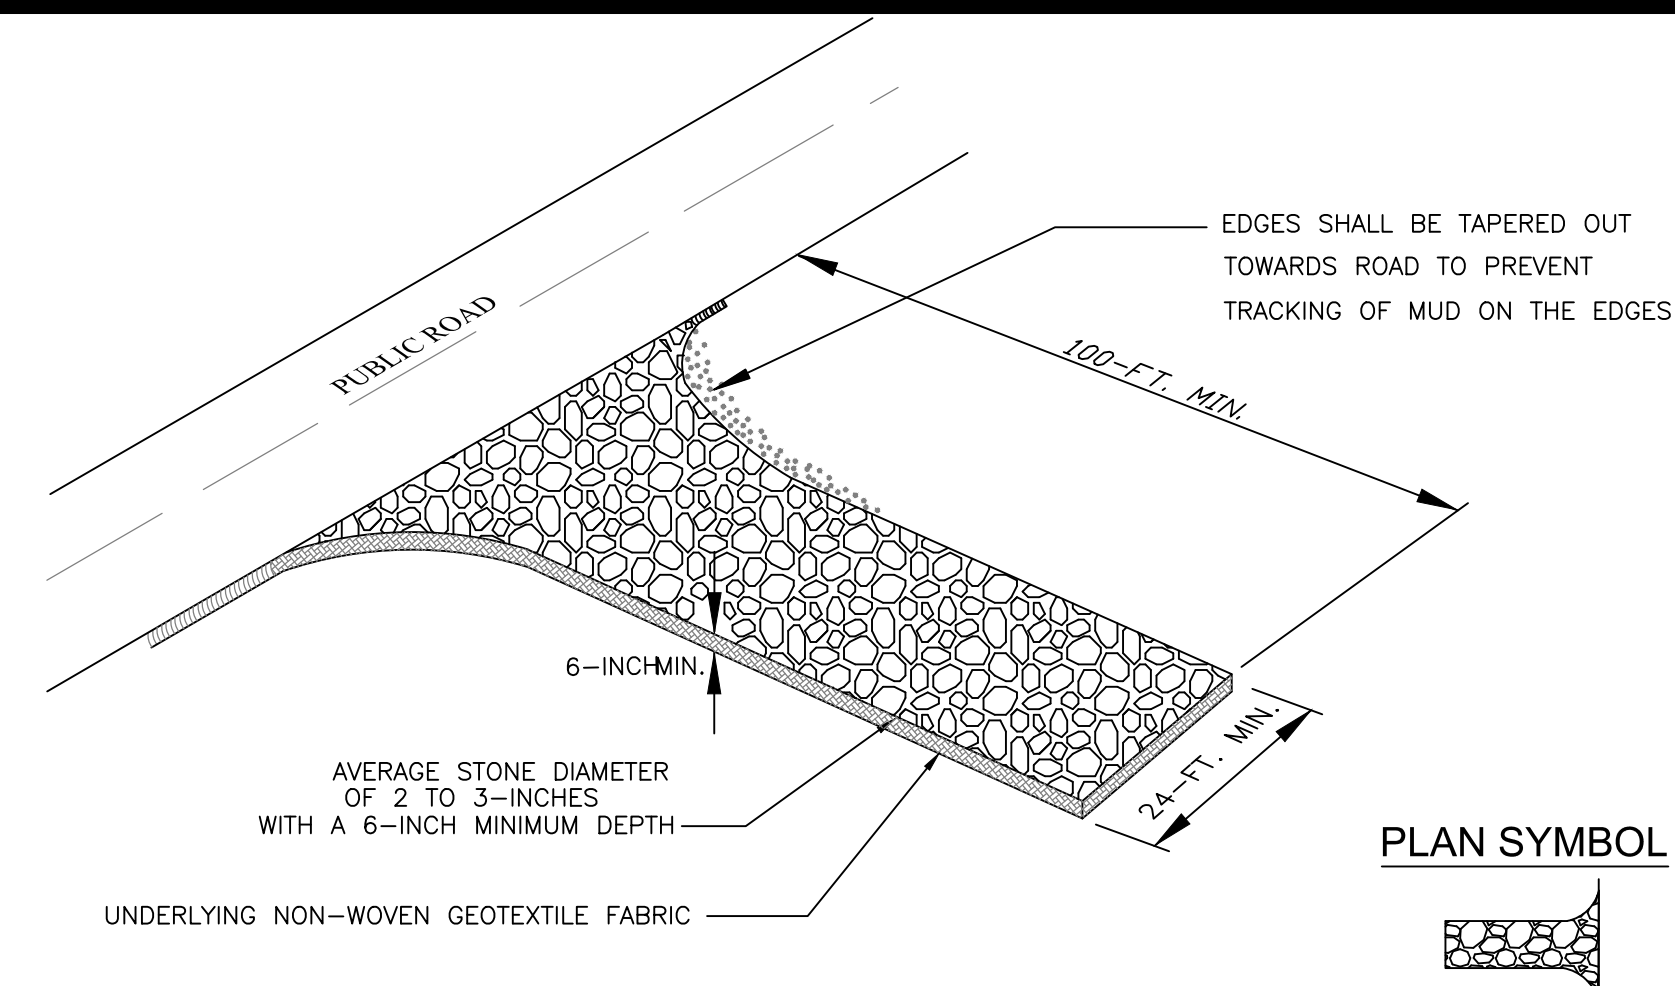 EDGES SHALL BE TAPERED OUT
TOWARDS ROAD TO PREVENT
TRACKING OF MUD ON THE EDGES
PUBLIC ROAD
100-FT. MIN.
6-INCHMIN.
24-FT. MIN.
AVERAGE STONE DIAMETER
OF 2 TO 3-INCHES
WITH A 6-INCH MINIMUM DEPTH
UNDERLYING NON-WOVEN GEOTEXTILE FABRIC
PLAN SYMBOL